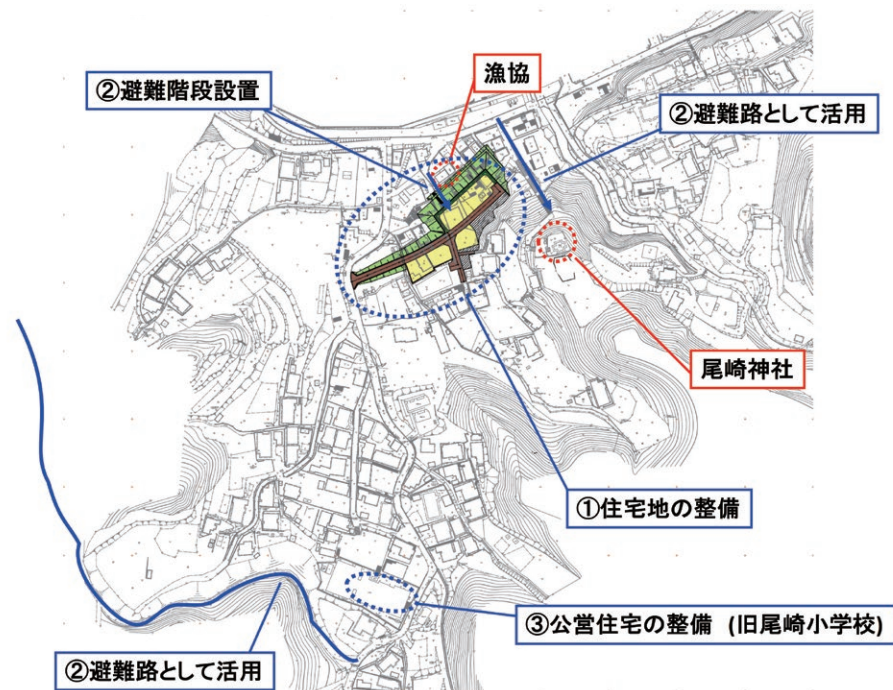 漁協
②避難階段設置
②避難路として活用
尾崎神社
①住宅地の整備
③公営住宅の整備 (旧尾崎小学校)
②避難路として活用